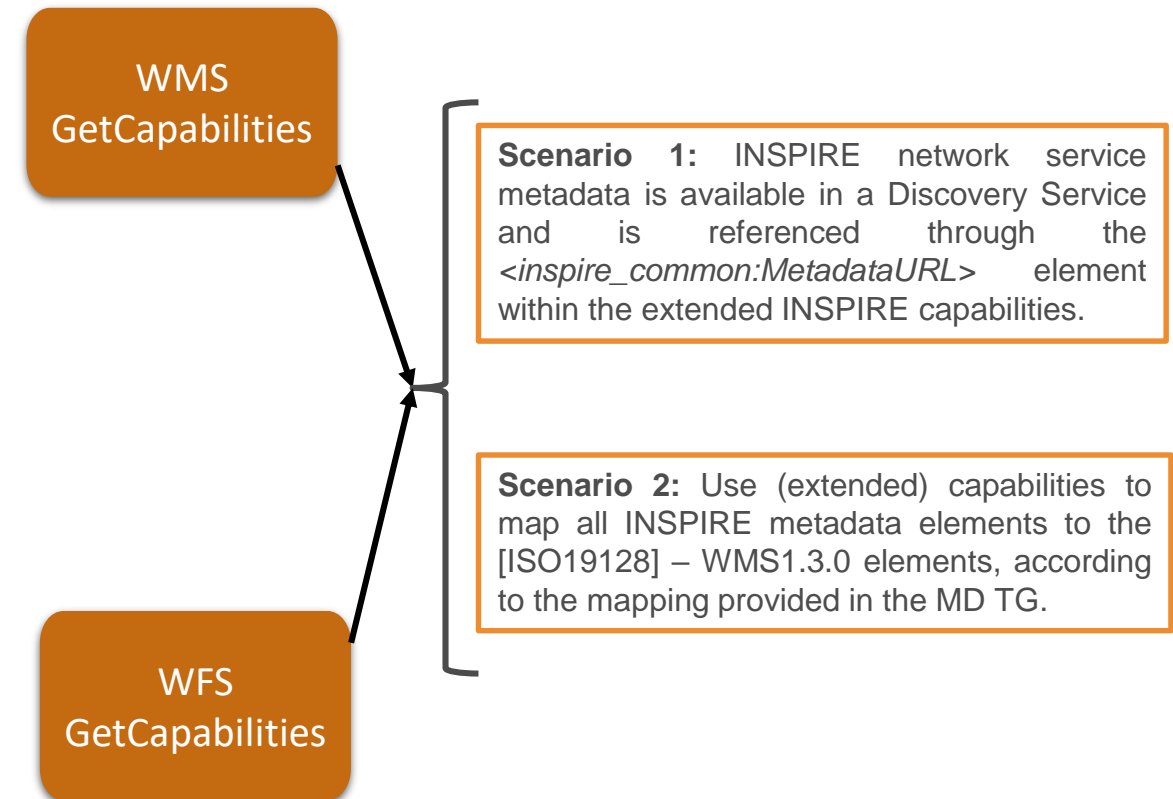 WMS
GetCapabilities
Scenario 1: INSPIRE network service
metadata is available in a Discovery Service
and is referenced through the
<inspire_common:MetadataURL> element
within the extended INSPIRE capabilities.
Scenario 2: Use (extended) capabilities to
map all INSPIRE metadata elements to the
[ISO19128] – WMS1.3.0 elements, according
to the mapping provided in the MD TG.
WFS
GetCapabilities